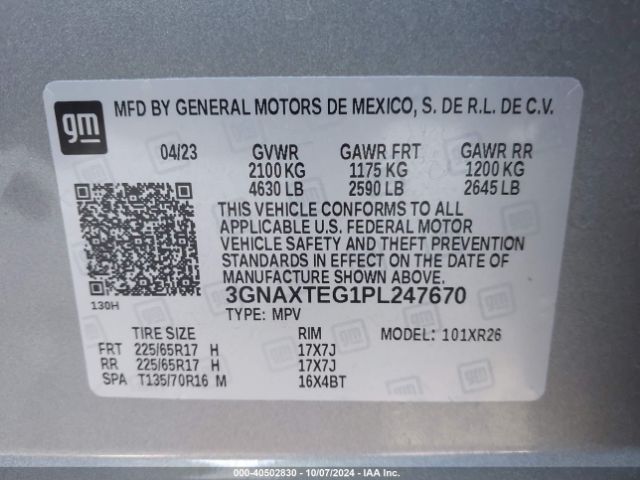 gm
MFD BY GENERAL MOTORS DE MEXICO, S. DE R.L. DE C.V.
04/23 GVWR GAWR FRT GAWR RR
2100 KG 1175 KG 1200 KG
4630 LB 2590 LB 2645 LB
THIS VEHICLE CONFORMS TO ALL
APPLICABLE U.S. FEDERAL MOTOR
VEHICLE SAFETY AND THEFT PREVENTION
STANDARDS IN EFFECT ON THE DATE OF
MANUFACTURE SHOWN ABOVE.
130H
3GNAXTEG1PL247670
TYPE: MPV
TIRE SIZE RIM MODEL: 101XR26
FRT 225/65R17 H 17X7J
RR 225/65R17 H 17X7J
SPA T135/70R16 M 16X4BT
000-40502830 - 10/07/2024 - IAA, LLC.